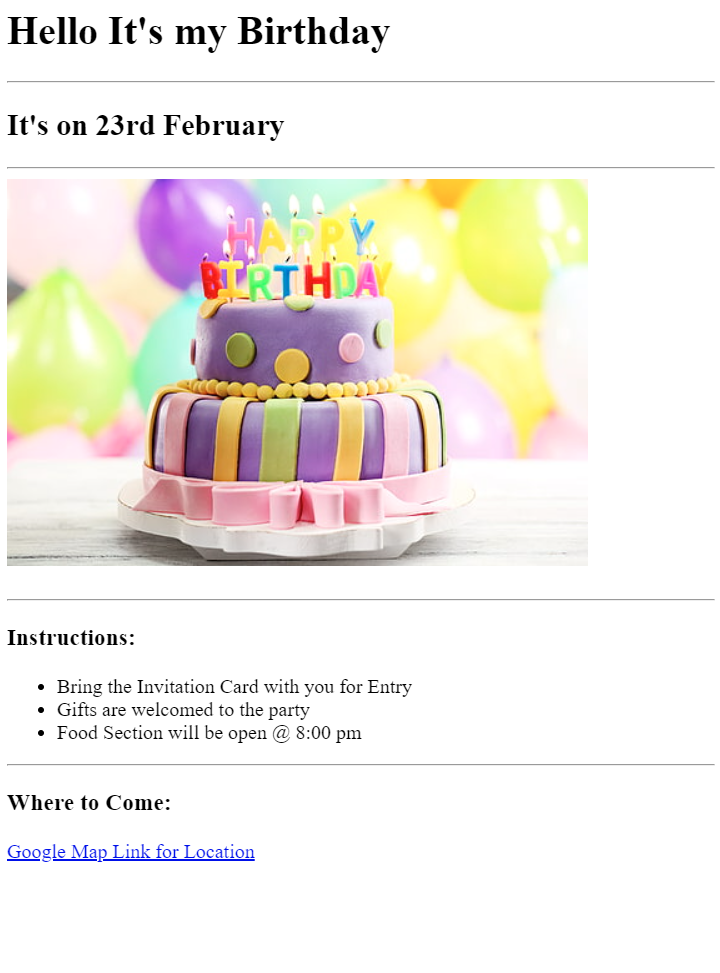 Hello It's my Birthday
It's on 23rd February
HAPPY
BIRTHDAY
Instructions:
Bring the Invitation Card with you for Entry
Gifts are welcomed to the party
Food Section will be open @ 8:00 pm
Where to Come:
Google Map Link for Location